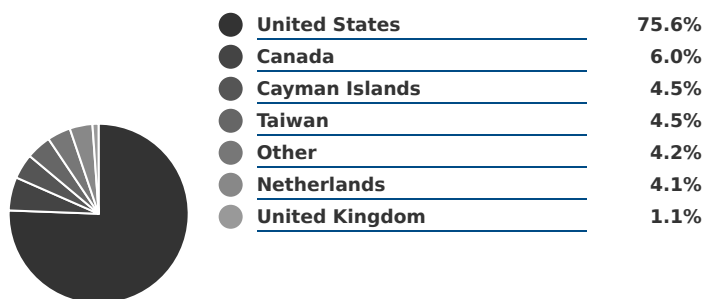 United States 75.6%
Canada 6.0%
Cayman Islands 4.5%
Taiwan 4.5%
Other 4.2%
Netherlands 4.1%
United Kingdom 1.1%